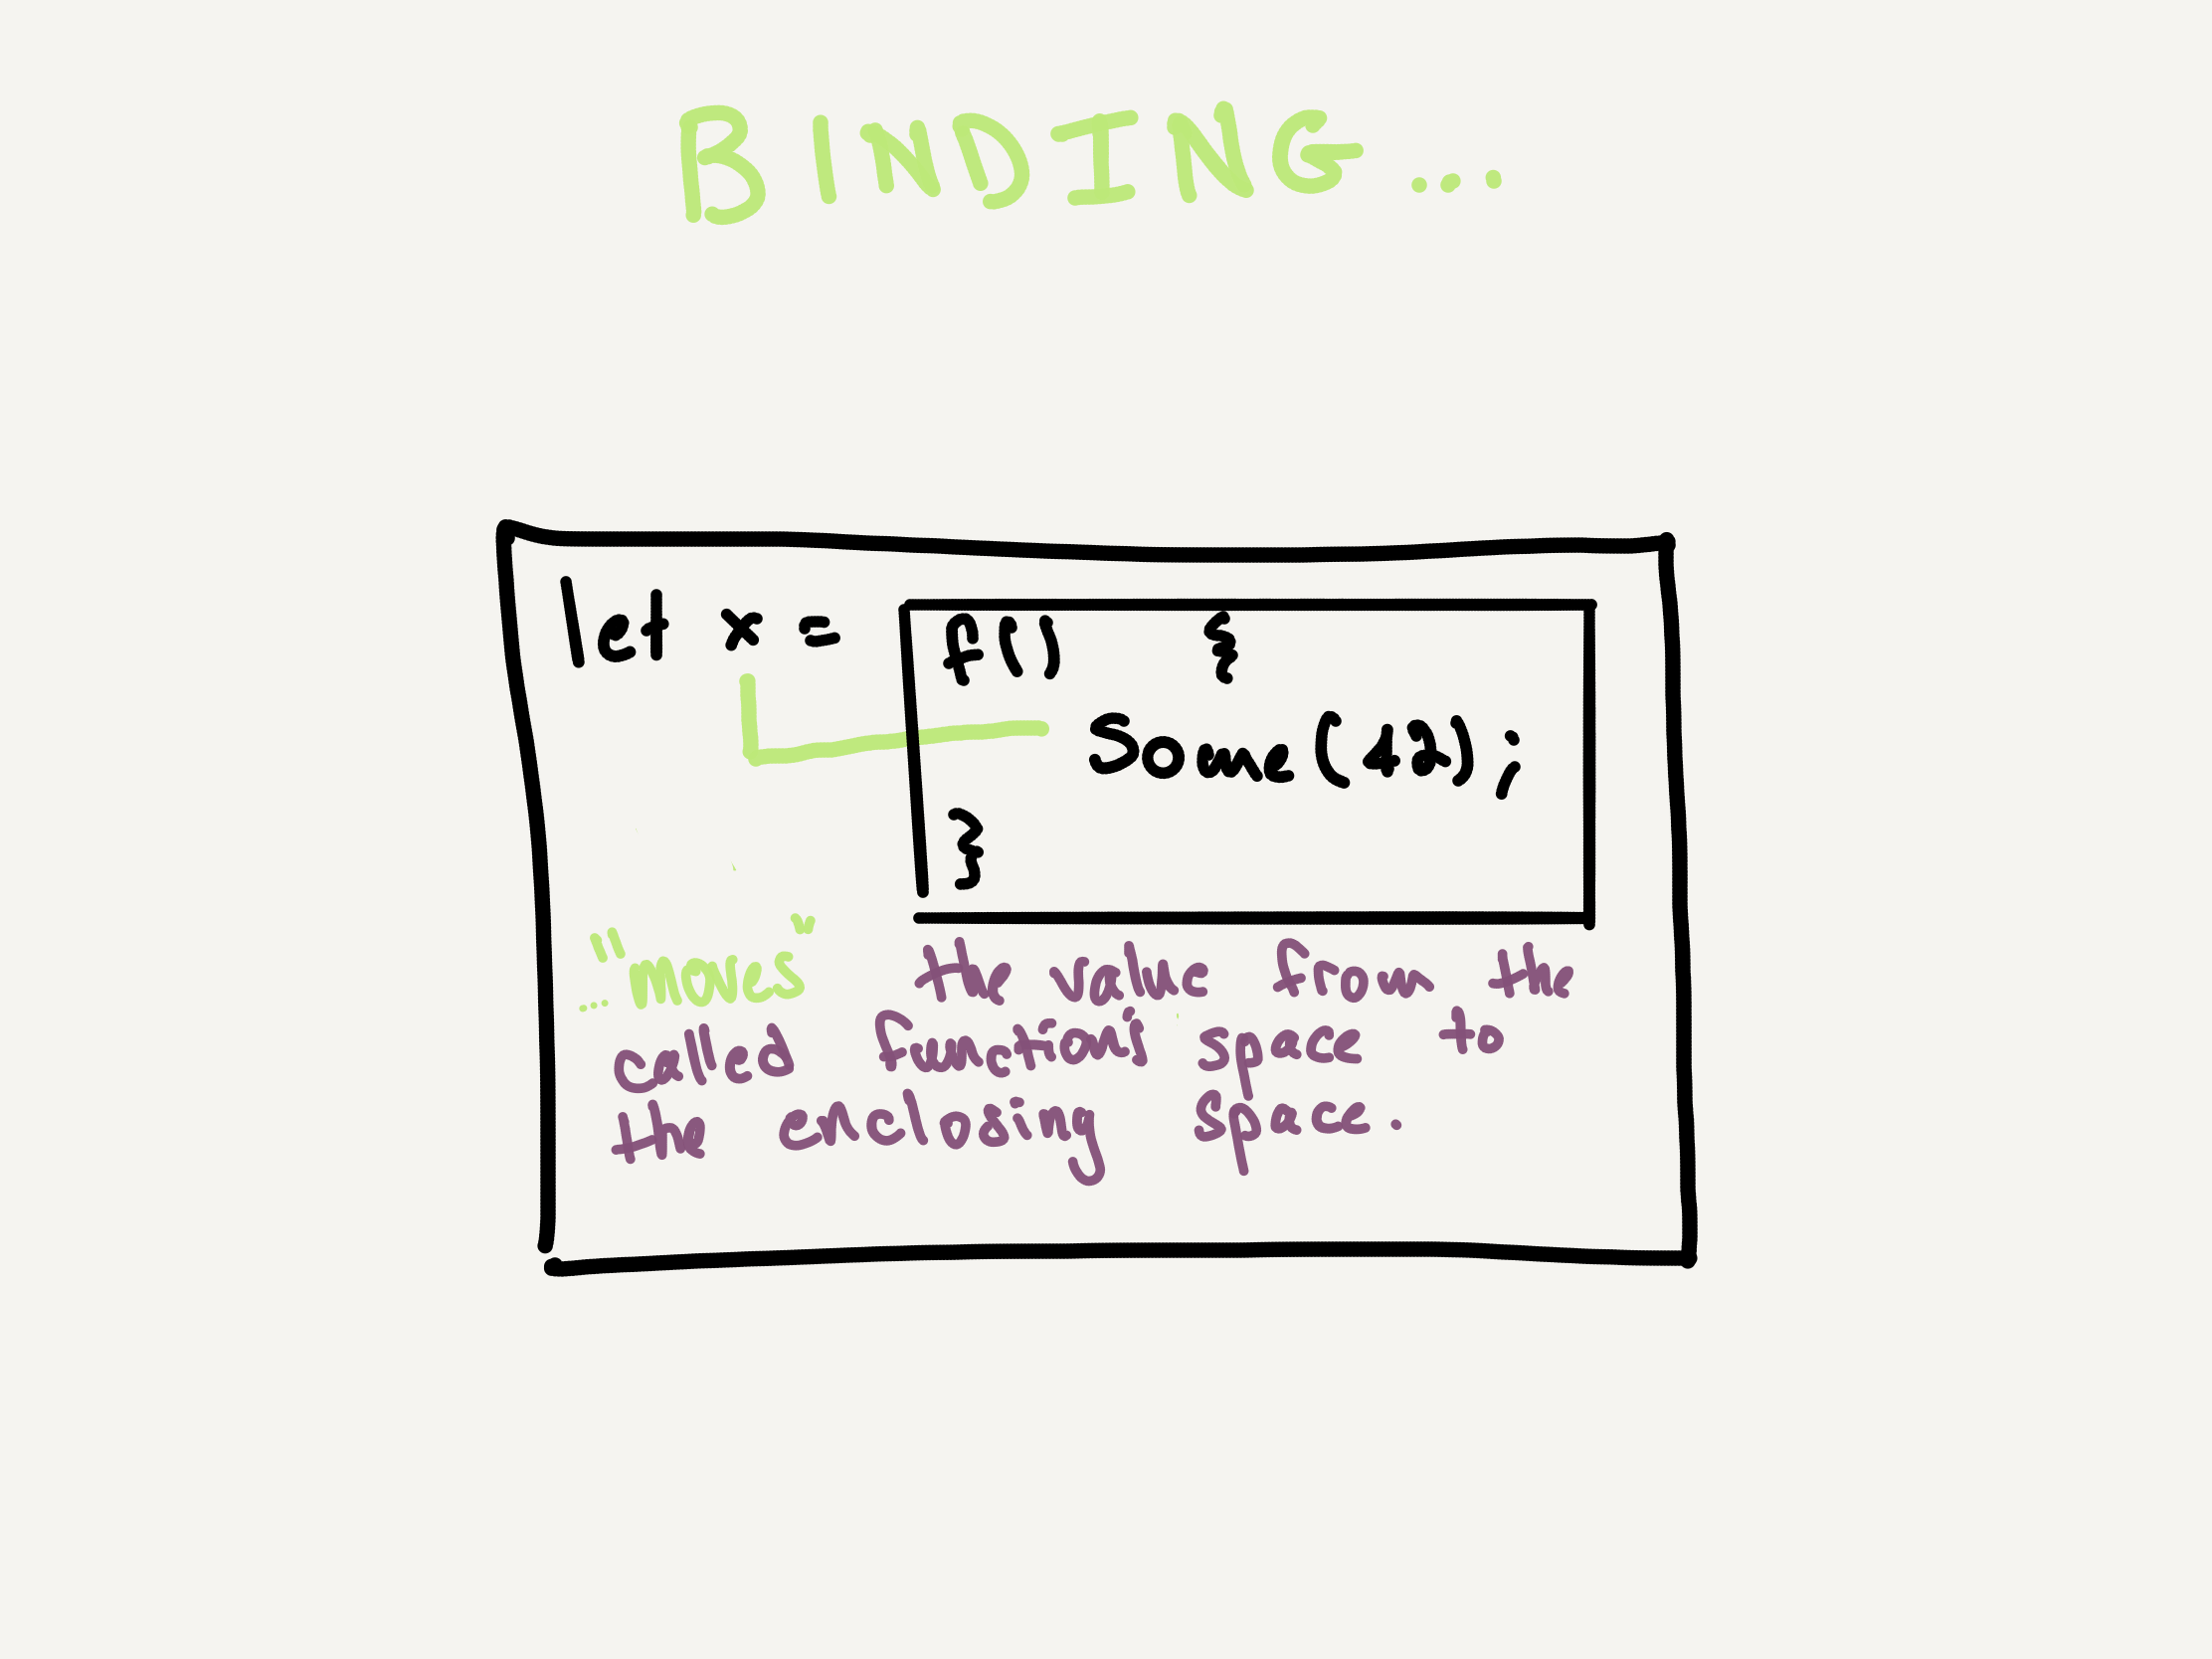 BINDING...
let x = f() {
Some(42);
}
..."moves" the value from the
called function's space to
the enclosing space.